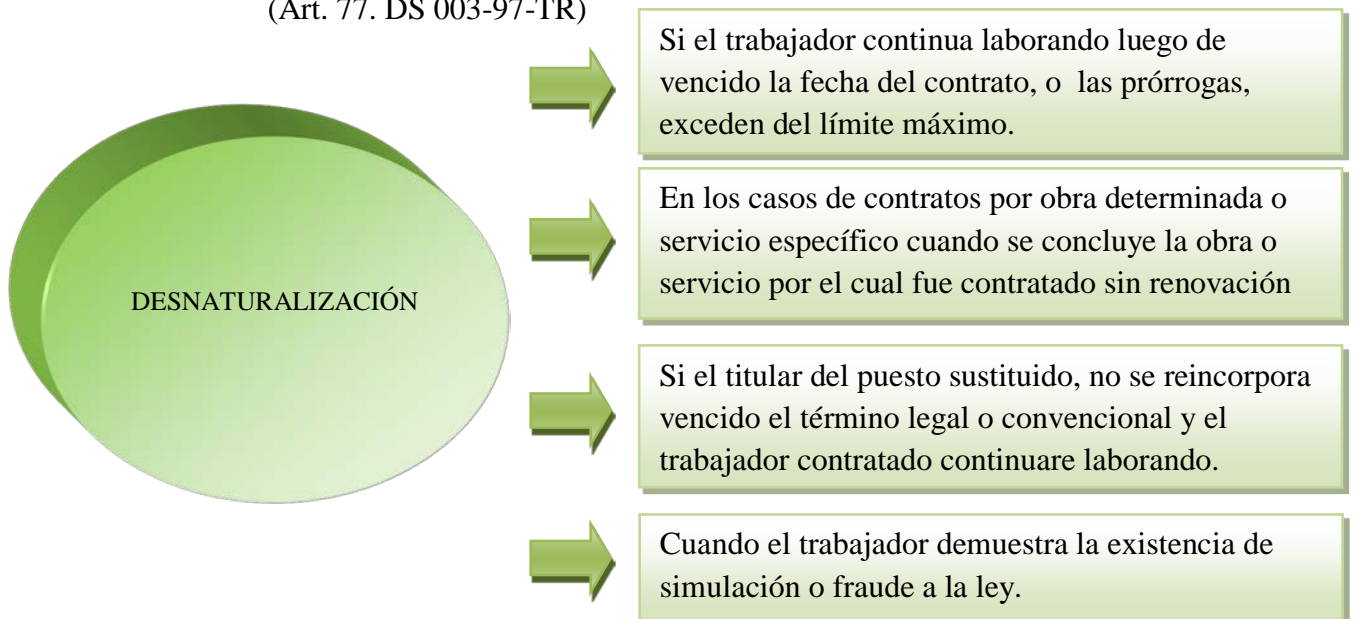 (Art. 77. DS 003-97-TR)
DESNATURALIZACIÓN
Si el trabajador continua laborando luego de
vencido la fecha del contrato, o las prórrogas,
exceden del límite máximo.
En los casos de contratos por obra determinada o
servicio específico cuando se concluye la obra o
servicio por el cual fue contratado sin renovación
Si el titular del puesto sustituido, no se reincorpora
vencido el término legal o convencional y el
trabajador contratado continuare laborando.
Cuando el trabajador demuestra la existencia de
simulación o fraude a la ley.